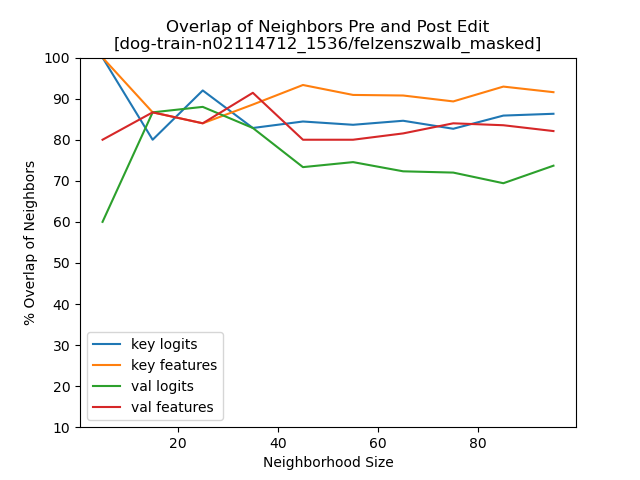 Overlap of Neighbors Pre and Post Edit
[dog-train-n02114712_1536/felzenszwalb_masked]
100
90
80
70
60
50
40
30
20
10
% Overlap of Neighbors
key logits
key features
val logits
val features
20 40 60 80
Neighborhood Size